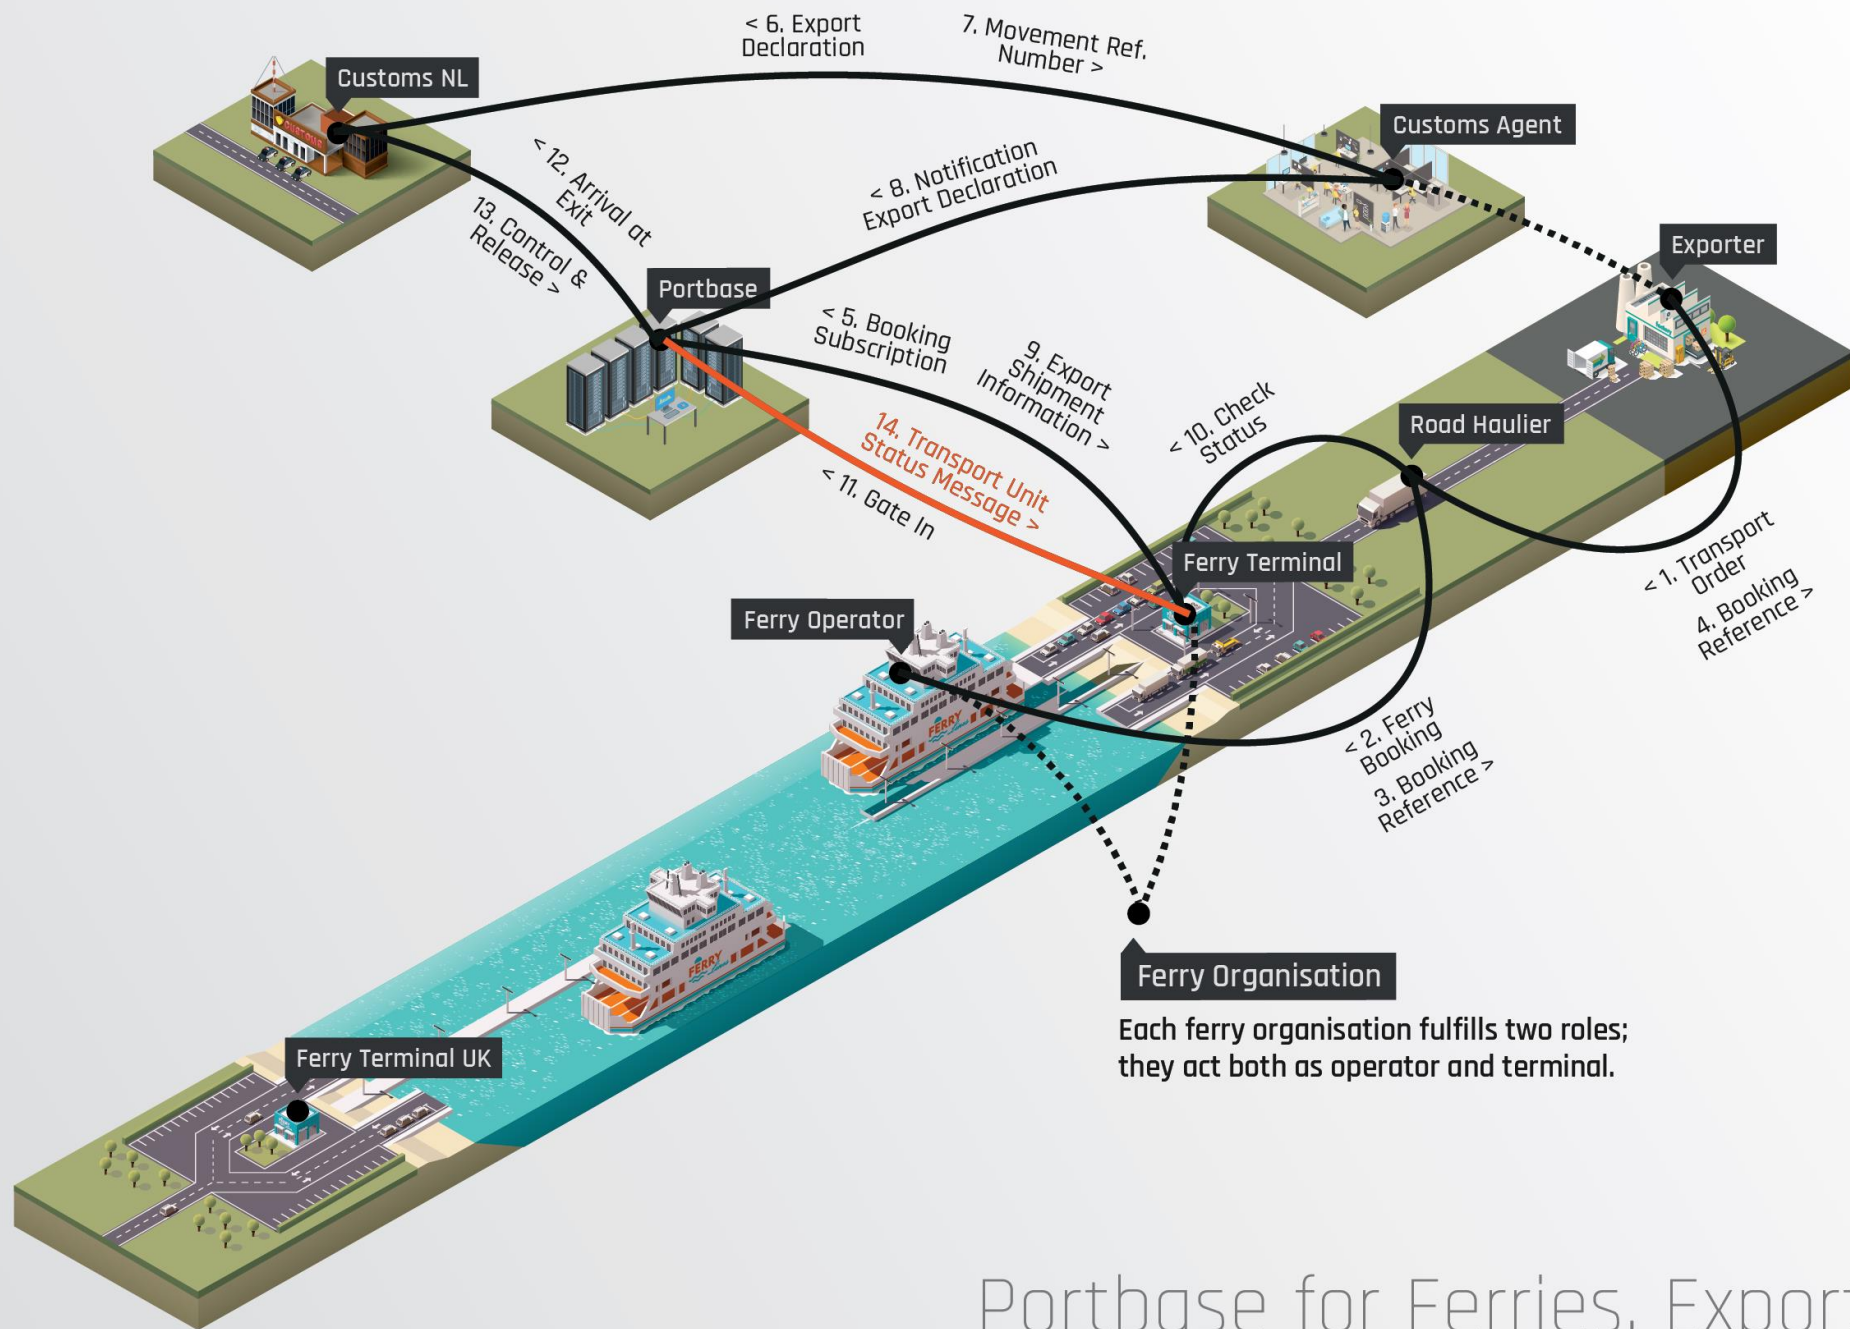 < 6. Export
Declaration
7. Movement Ref.
Number >
Customs NL
Customs Agent
CUSTOMS
< 12. Arrival at
Exit
13. Control &
Release >
< 8. Notification
Export Declaration
Exporter
Portbase
< 5. Booking
Subscription
9. Export
Shipment
Information >
< 10. Check
Status
Road Haulier
14. Transport Unit
Status Message >
< 11. Gate In
Ferry Terminal
< 1. Transport
Order
4. Booking
Reference >
Ferry Operator
FERRY
< 2. Ferry
Booking
3. Booking
Reference >
FERRY
Ferry Organisation
Each ferry organisation fulfills two roles;
they act both as operator and terminal.
Ferry Terminal UK
Portbase for Ferries, Export